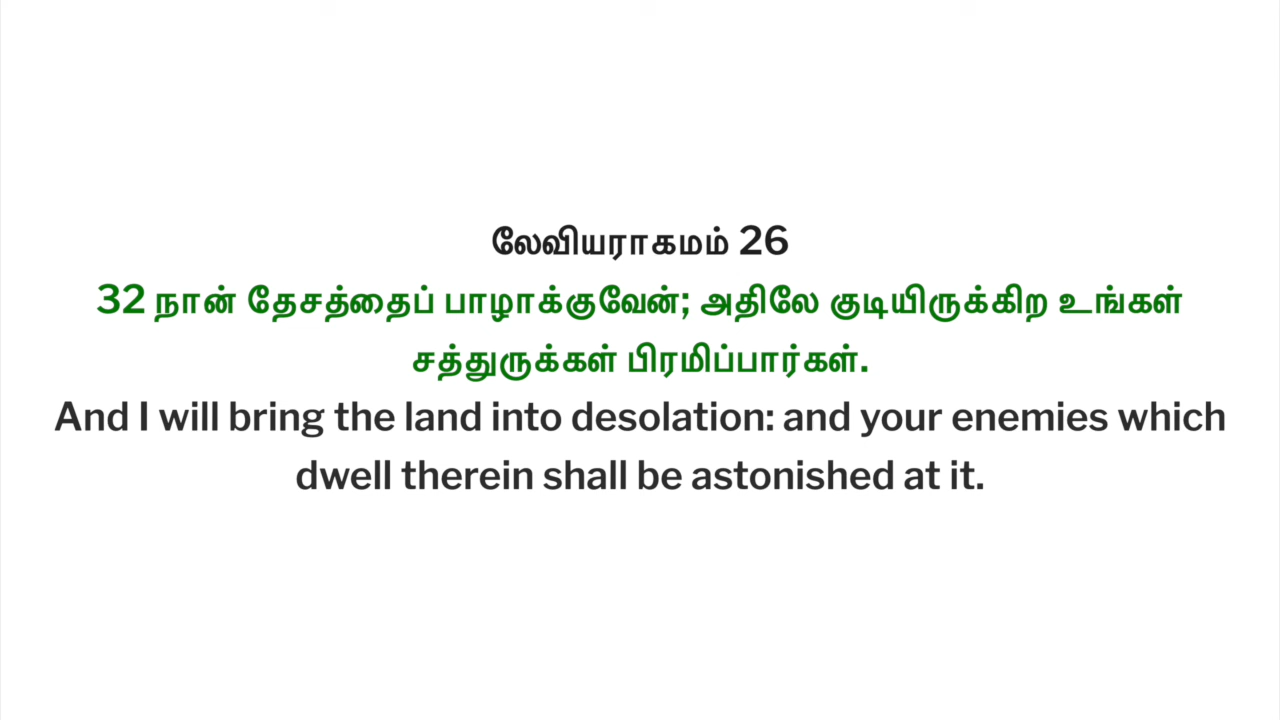 லேவியராகமம் 26
32 நான் தேசத்தைப் பாழாக்குவேன்; அதிலே குடியிருக்கிற உங்கள்
சத்துருக்கள் பிரமிப்பார்கள்.
And I will bring the land into desolation: and your enemies which
dwell therein shall be astonished at it.